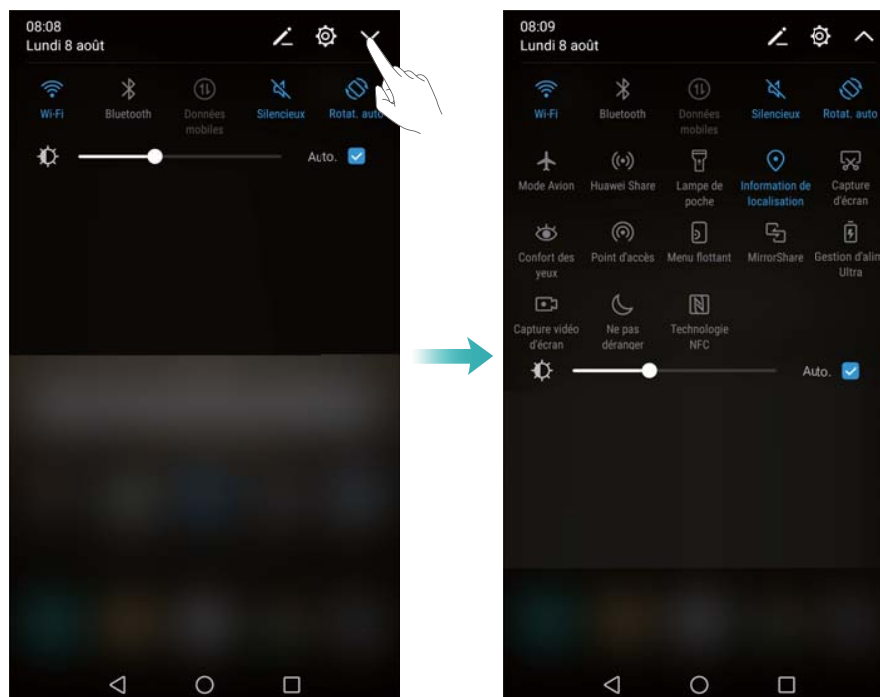 08:08
Lundi 8 août
Wi-Fi Bluetooth Données Silencieux Rotat. auto
mobiles
Auto.
08:09
Lundi 8 août
Wi-Fi Bluetooth Données Silencieux Rotat. auto
mobiles
Mode Avion Huawei Share Lampe de Information de Capture
poche localisation d'écran
Confort des Point d'accès Menu flottant MirrorShare Gestion d'alim
yeux Ultra
Capture vidéo Ne pas Technologie
d'écran déranger NFC
Auto.